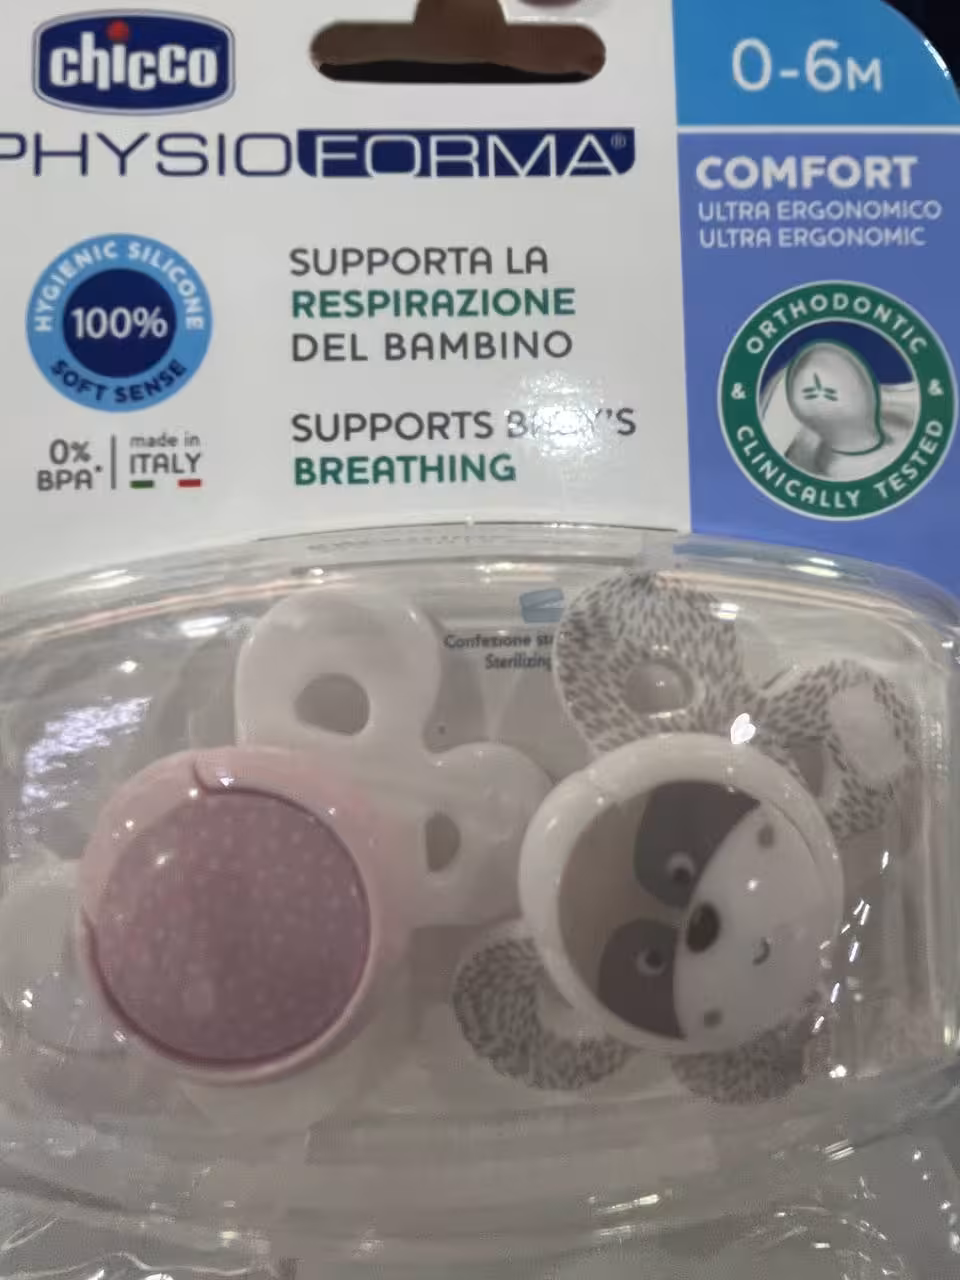 chicco
PHYSIOFORMA®
0-6M
COMFORT
ULTRA ERGONOMICO
ULTRA ERGONOMIC
HYGIENIC SILICONE
100%
SOFT SENSE
0%
BPA*
made in
ITALY
SUPPORTA LA
RESPIRAZIONE
DEL BAMBINO
SUPPORTS BABY'S
BREATHING
ORTHODONTIC
& CLINICALLY TESTED &
Confezione
Sterilizing